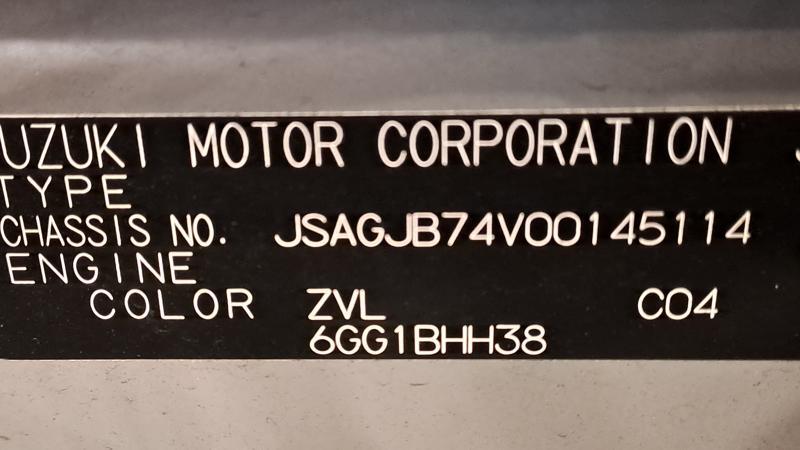 UZUKI MOTOR CORPORATION
TYPE
CHASSIS NO. JSAGJB74V00145114
ENGINE
COLOR ZVL C04
6GG1BHH38